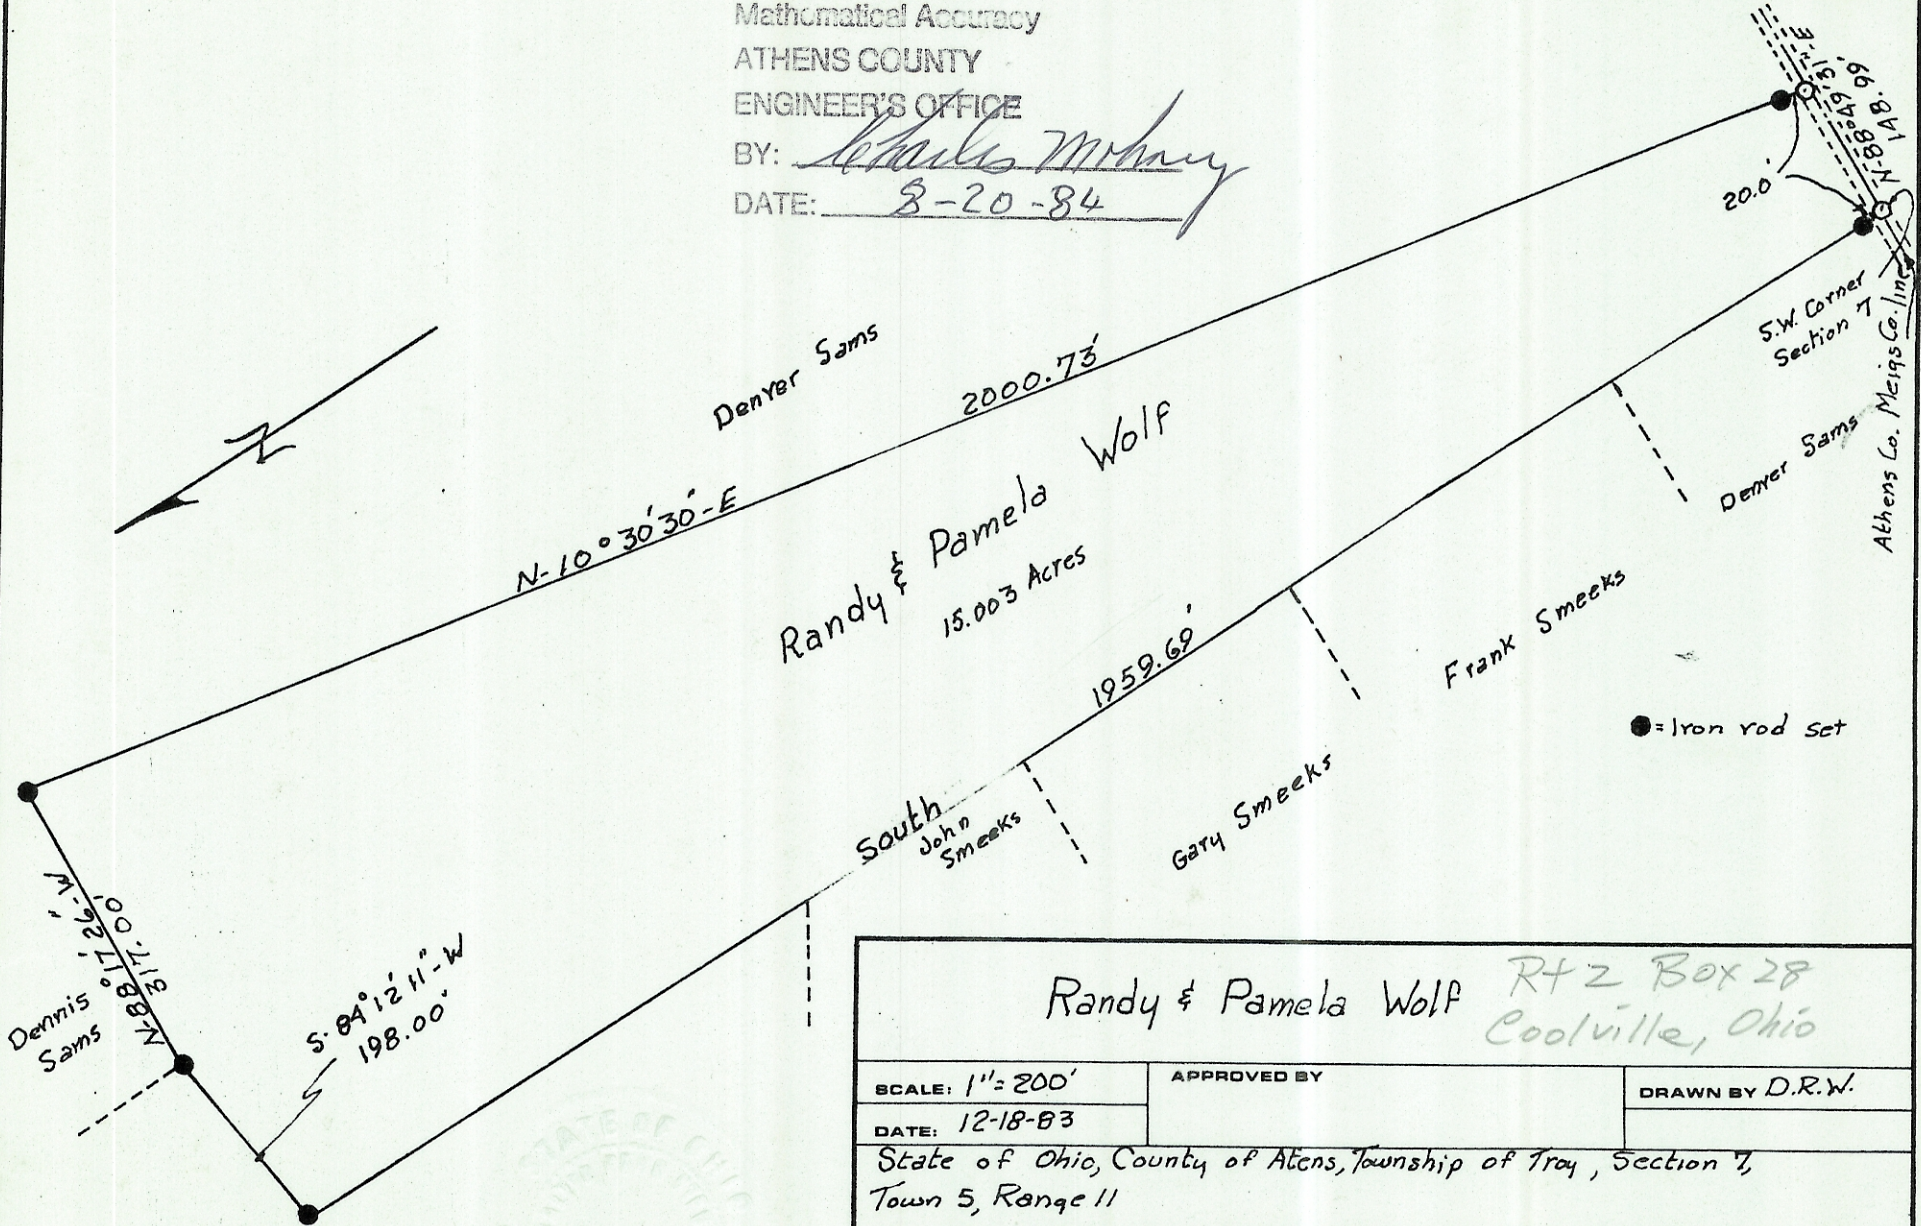 Mathematical Accuracy
ATHENS COUNTY
ENGINEER'S OFFICE
BY: Charles Mohney
DATE: 8-20-84
N-88°49'31"-E
148.99'
20.0'
S.W. Corner
Section 7
Athens Co. Meigs Co. line
Denver Sams
2000.73'
N-10°30'30"-E
Randy & Pamela Wolf
15.003 Acres
Denver Sams
Frank Smeeks
1959.69'
= Iron rod set
Gary Smeeks
South
John
Smeeks
N-88°17'26"-W
317.00'
Dennis
Sams
S-84°12'11"-W
198.00'
Randy & Pamela Wolf
Rt 2 Box 28
Coolville, Ohio
SCALE: 1"=200'
APPROVED BY
DRAWN BY D.R.W.
DATE: 12-18-83
State of Ohio, County of Atens, Township of Troy, Section 7,
Town 5, Range 11